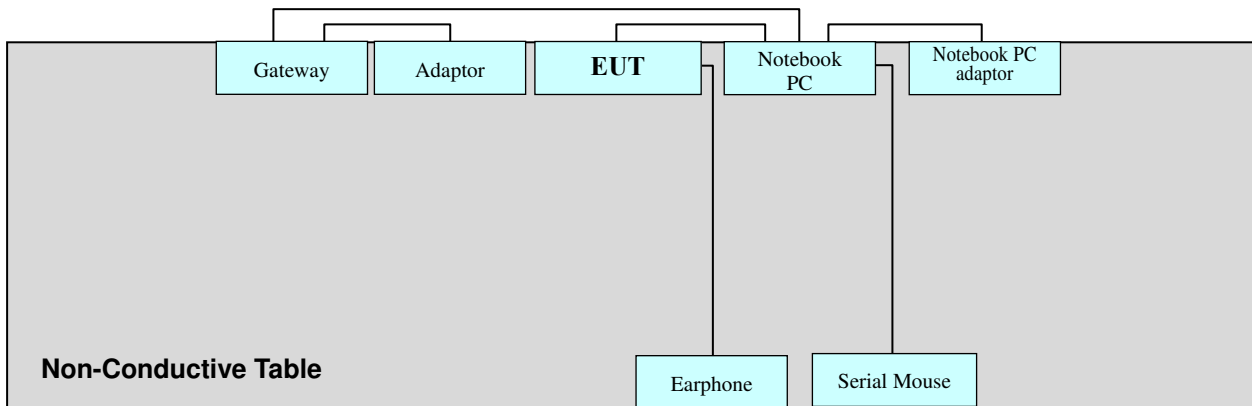 Gateway
Adaptor
EUT
Notebook
PC
Notebook PC
adaptor
Non-Conductive Table
Earphone
Serial Mouse